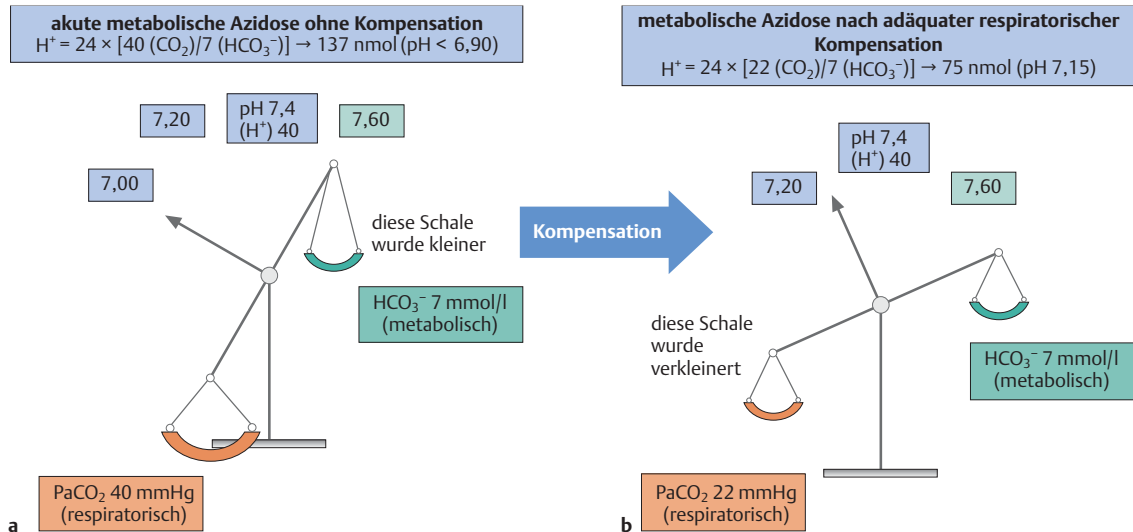 akute metabolische Azidose ohne Kompensation
H⁺ = 24 × [40 (CO₂)/7 (HCO₃⁻)] → 137 nmol (pH < 6,90)
7,20
pH 7,4
(H⁺) 40
7,60
7,00
diese Schale
wurde kleiner
HCO₃⁻ 7 mmol/l
(metabolisch)
PaCO₂ 40 mmHg
(respiratorisch)
a
Kompensation
metabolische Azidose nach adäquater respiratorischer
Kompensation
H⁺ = 24 × [22 (CO₂)/7 (HCO₃⁻)] → 75 nmol (pH 7,15)
pH 7,4
(H⁺) 40
7,20
7,60
diese Schale
wurde
verkleinert
HCO₃⁻ 7 mmol/l
(metabolisch)
PaCO₂ 22 mmHg
(respiratorisch)
b